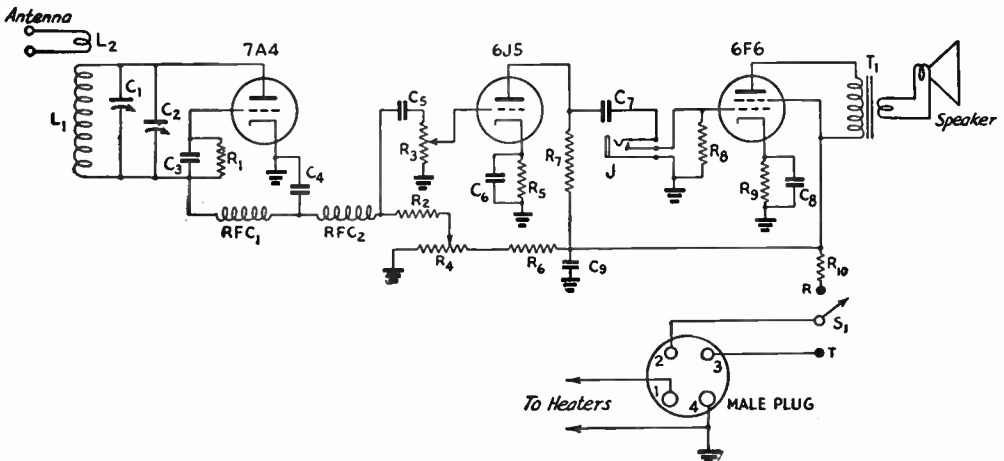 Antenna
L2
7A4
6J5
6F6
T1
C1
C2
L1
C3
R1
C4
C5
R3
C6
R5
R7
C7
J
R8
R9
C8
Speaker
RFC1
RFC2
R2
R4
R6
C9
R10
R
S1
T
2
3
1
4
MALE PLUG
To Heaters